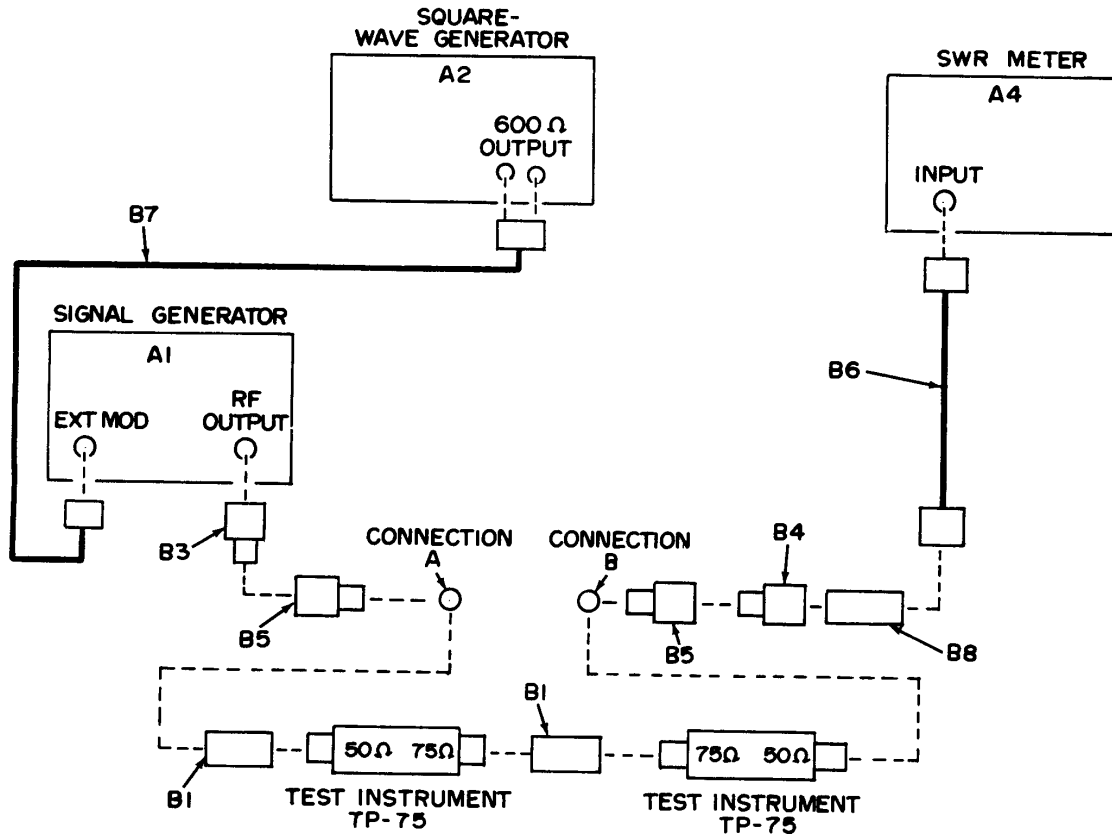 SQUARE-
WAVE GENERATOR
A2
600 Ω
OUTPUT
SWR METER
A4
INPUT
B7
SIGNAL GENERATOR
A1
EXT MOD
RF
OUTPUT
B6
B3
CONNECTION
A
CONNECTION
B
B4
B5
B5
B8
B1
50Ω 75Ω
75Ω 50Ω
B1
TEST INSTRUMENT
TP-75
TEST INSTRUMENT
TP-75